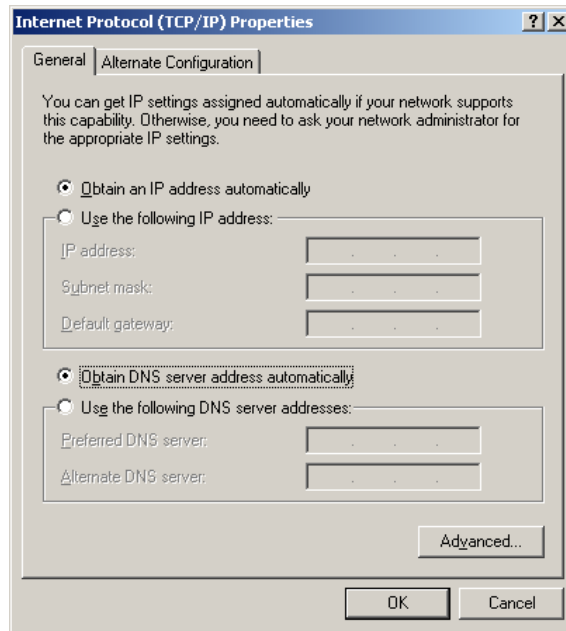 Internet Protocol (TCP/IP) Properties
General
Alternate Configuration
You can get IP settings assigned automatically if your network supports
this capability. Otherwise, you need to ask your network administrator for
the appropriate IP settings.
Obtain an IP address automatically
Use the following IP address:
IP address:
Subnet mask:
Default gateway:
Obtain DNS server address automatically
Use the following DNS server addresses:
Preferred DNS server:
Alternate DNS server:
Advanced...
OK
Cancel